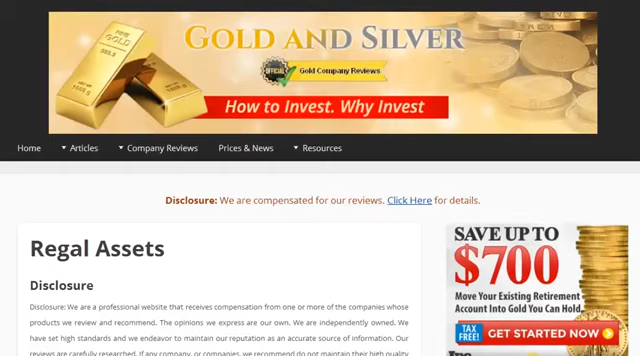 GOLD AND SILVER
OFFICIAL
Gold Company Reviews
How to Invest. Why Invest
FINE
GOLD
999.5
Home Articles Company Reviews Prices & News Resources
Disclosure: We are compensated for our reviews. Click Here for details.
Regal Assets
Disclosure
Disclosure: We are a professional website that receives compensation from one or more of the companies whose
products we review and recommend. The opinions we express are our own. We are independently owned. We
have set high standards and we endeavor to maintain our reputation as an accurate source of information. Our
reviews are carefully researched. If any company, or companies, we recommend do not maintain their high quality
SAVE UP TO
$700
Move Your Existing Retirement
Account Into Gold You Can Hold.
TAX
FREE!
GET STARTED NOW